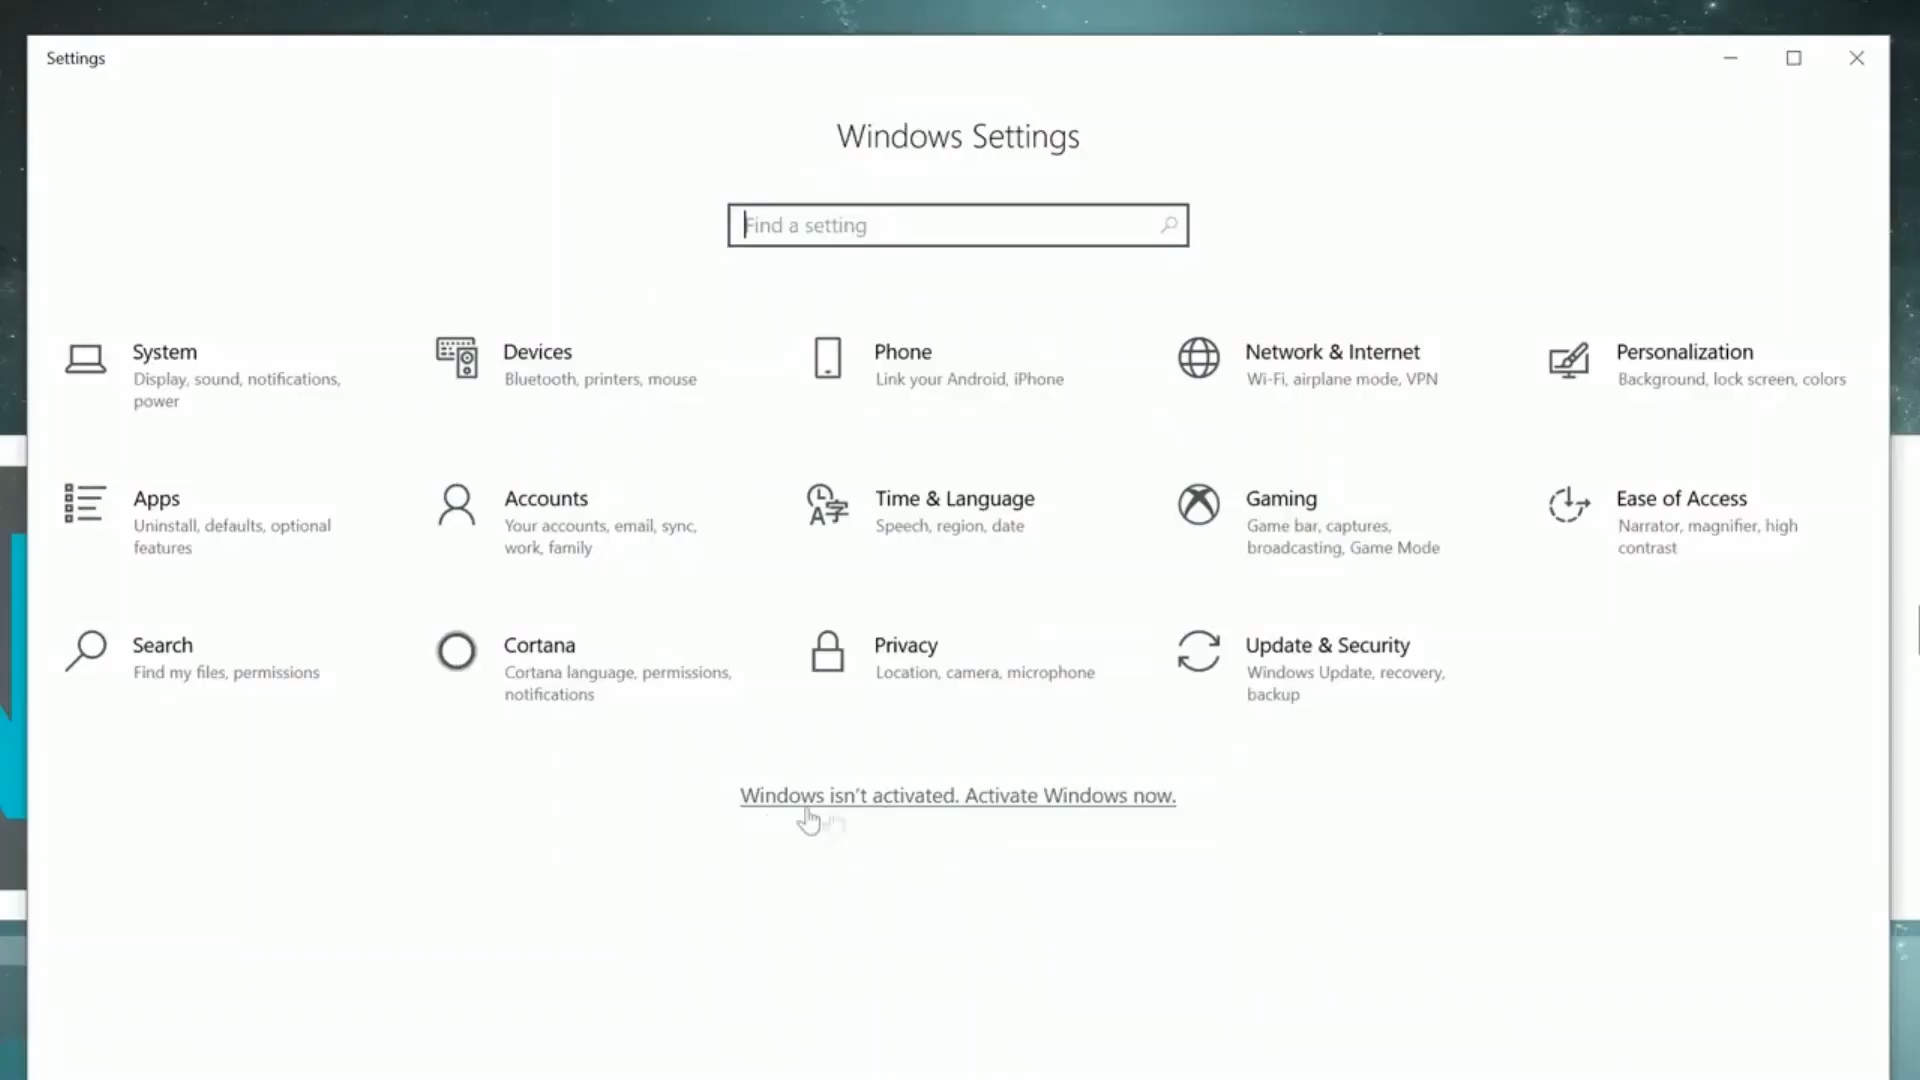 Settings
Windows Settings
Find a setting
System
Display, sound, notifications,
power
Devices
Bluetooth, printers, mouse
Phone
Link your Android, iPhone
Network & Internet
Wi-Fi, airplane mode, VPN
Personalization
Background, lock screen, colors
Apps
Uninstall, defaults, optional
features
Accounts
Your accounts, email, sync,
work, family
Time & Language
Speech, region, date
Gaming
Game bar, captures,
broadcasting, Game Mode
Ease of Access
Narrator, magnifier, high
contrast
Search
Find my files, permissions
Cortana
Cortana language, permissions,
notifications
Privacy
Location, camera, microphone
Update & Security
Windows Update, recovery,
backup
Windows isn't activated. Activate Windows now.